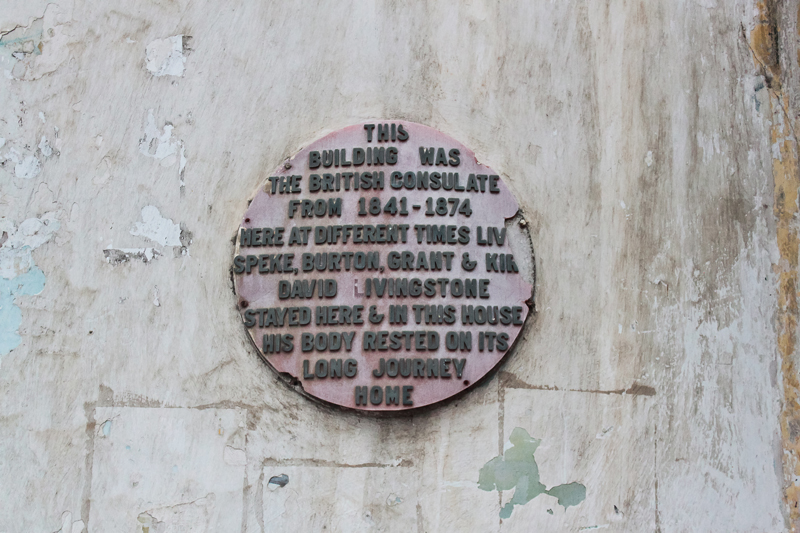 THIS
BUILDING WAS
THE BRITISH CONSULATE
FROM 1841-1874
HERE AT DIFFERENT TIMES LIV
SPEKE, BURTON, GRANT & KIR
DAVID LIVINGSTONE
STAYED HERE & IN THIS HOUSE
HIS BODY RESTED ON ITS
LONG JOURNEY
HOME